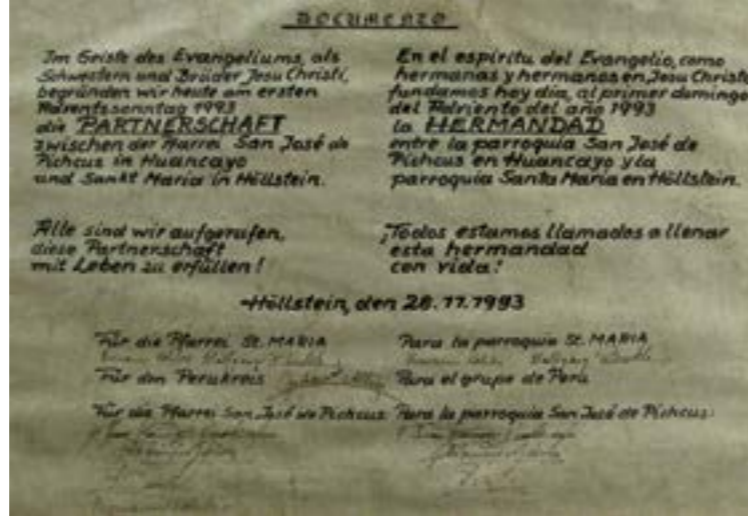 DOCUMENTO
Im Geiste des Evangeliums, als
Schwestern und Brüder Jesu Christi,
begründen wir heute am ersten
Adventssonntag 1993
die PARTNERSCHAFT
zwischen der Pfarrei San José de
Pichcus in Huancayo
und Sankt Maria in Höllstein.
Alle sind wir aufgerufen,
diese Partnerschaft
mit Leben zu erfüllen!
En el espíritu del Evangelio, como
hermanas y hermanos en Jesu Christo
fundamos hoy día, al primer domingo
del Adviento del año 1993
la HERMANDAD
entre la parroquia San José de
Pichcus en Huancayo y la
parroquia Santa Maria en Höllstein.
¡Todos estamos llamados a llenar
esta hermandad
con vida!
Höllstein, den 28.11.1993
Für die Pfarrei St. MARIA
Para la parroquia St. MARIA
Für den Perukreis
Para el grupo de Perú
Für die Pfarrei San José de Pichcus:
Para la parroquia San José de Pichcus: